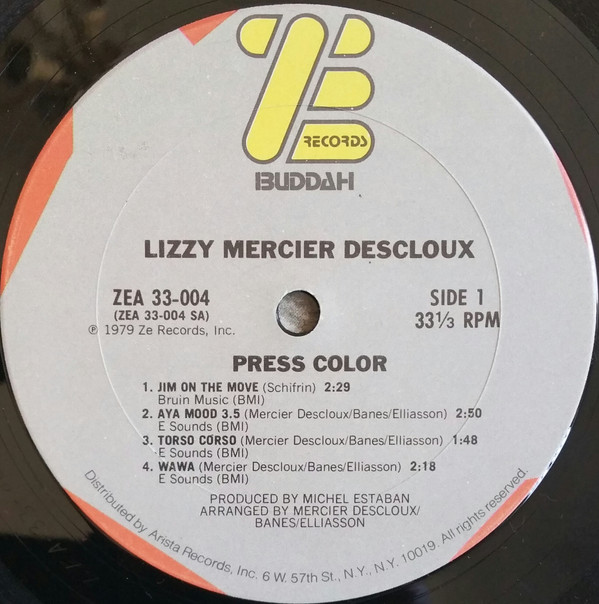 ZE
RECORDS
BUDDAH
LIZZY MERCIER DESCLOUX
ZEA 33-004
(ZEA 33-004 SA)
℗ 1979 Ze Records, Inc.
SIDE 1
33⅓ RPM
PRESS COLOR
1. JIM ON THE MOVE (Schifrin) 2:29
Bruin Music (BMI)
2. AYA MOOD 3.5 (Mercier Descloux/Banes/Elliasson) 2:50
E Sounds (BMI)
3. TORSO CORSO (Mercier Descloux/Banes/Elliasson) 1:48
E Sounds (BMI)
4. WAWA (Mercier Descloux/Banes/Elliasson) 2:18
E Sounds (BMI)
PRODUCED BY MICHEL ESTABAN
ARRANGED BY MERCIER DESCLOUX/
BANES/ELLIASSON
Distributed by Arista Records, Inc. 6 W. 57th St., N.Y., N.Y. 10019. All rights reserved.